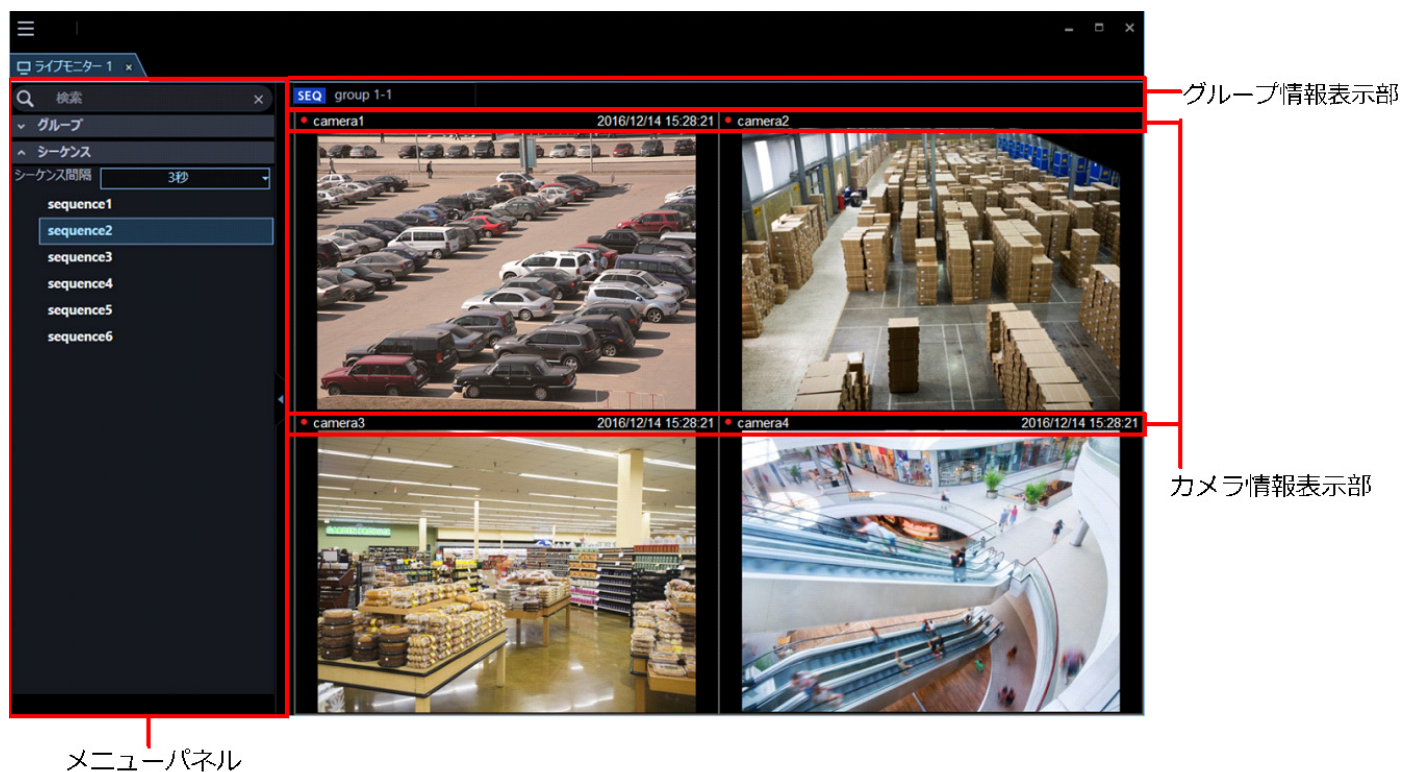 ライブモニター 1 ×
検索 ×
グループ
シーケンス
シーケンス間隔 3秒
sequence1
sequence2
sequence3
sequence4
sequence5
sequence6
SEQ group 1-1
camera1 2016/12/14 15:28:21
camera2
camera3 2016/12/14 15:28:21
camera4 2016/12/14 15:28:21
グループ情報表示部
カメラ情報表示部
メニューパネル